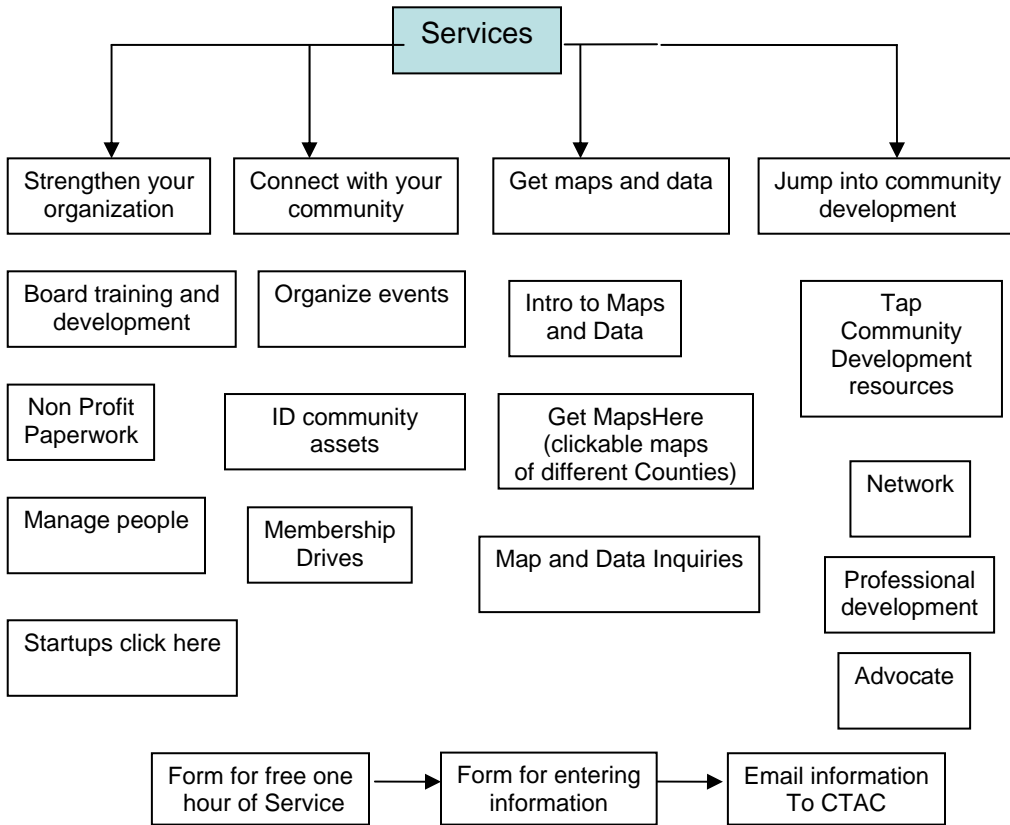 Services
Strengthen your
organization
Connect with your
community
Get maps and data
Jump into community
development
Board training and
development
Organize events
Intro to Maps
and Data
Tap
Community
Development
resources
Non Profit
Paperwork
ID community
assets
Get MapsHere
(clickable maps
of different Counties)
Network
Manage people
Membership
Drives
Map and Data Inquiries
Professional
development
Startups click here
Advocate
Form for free one
hour of Service
Form for entering
information
Email information
To CTAC